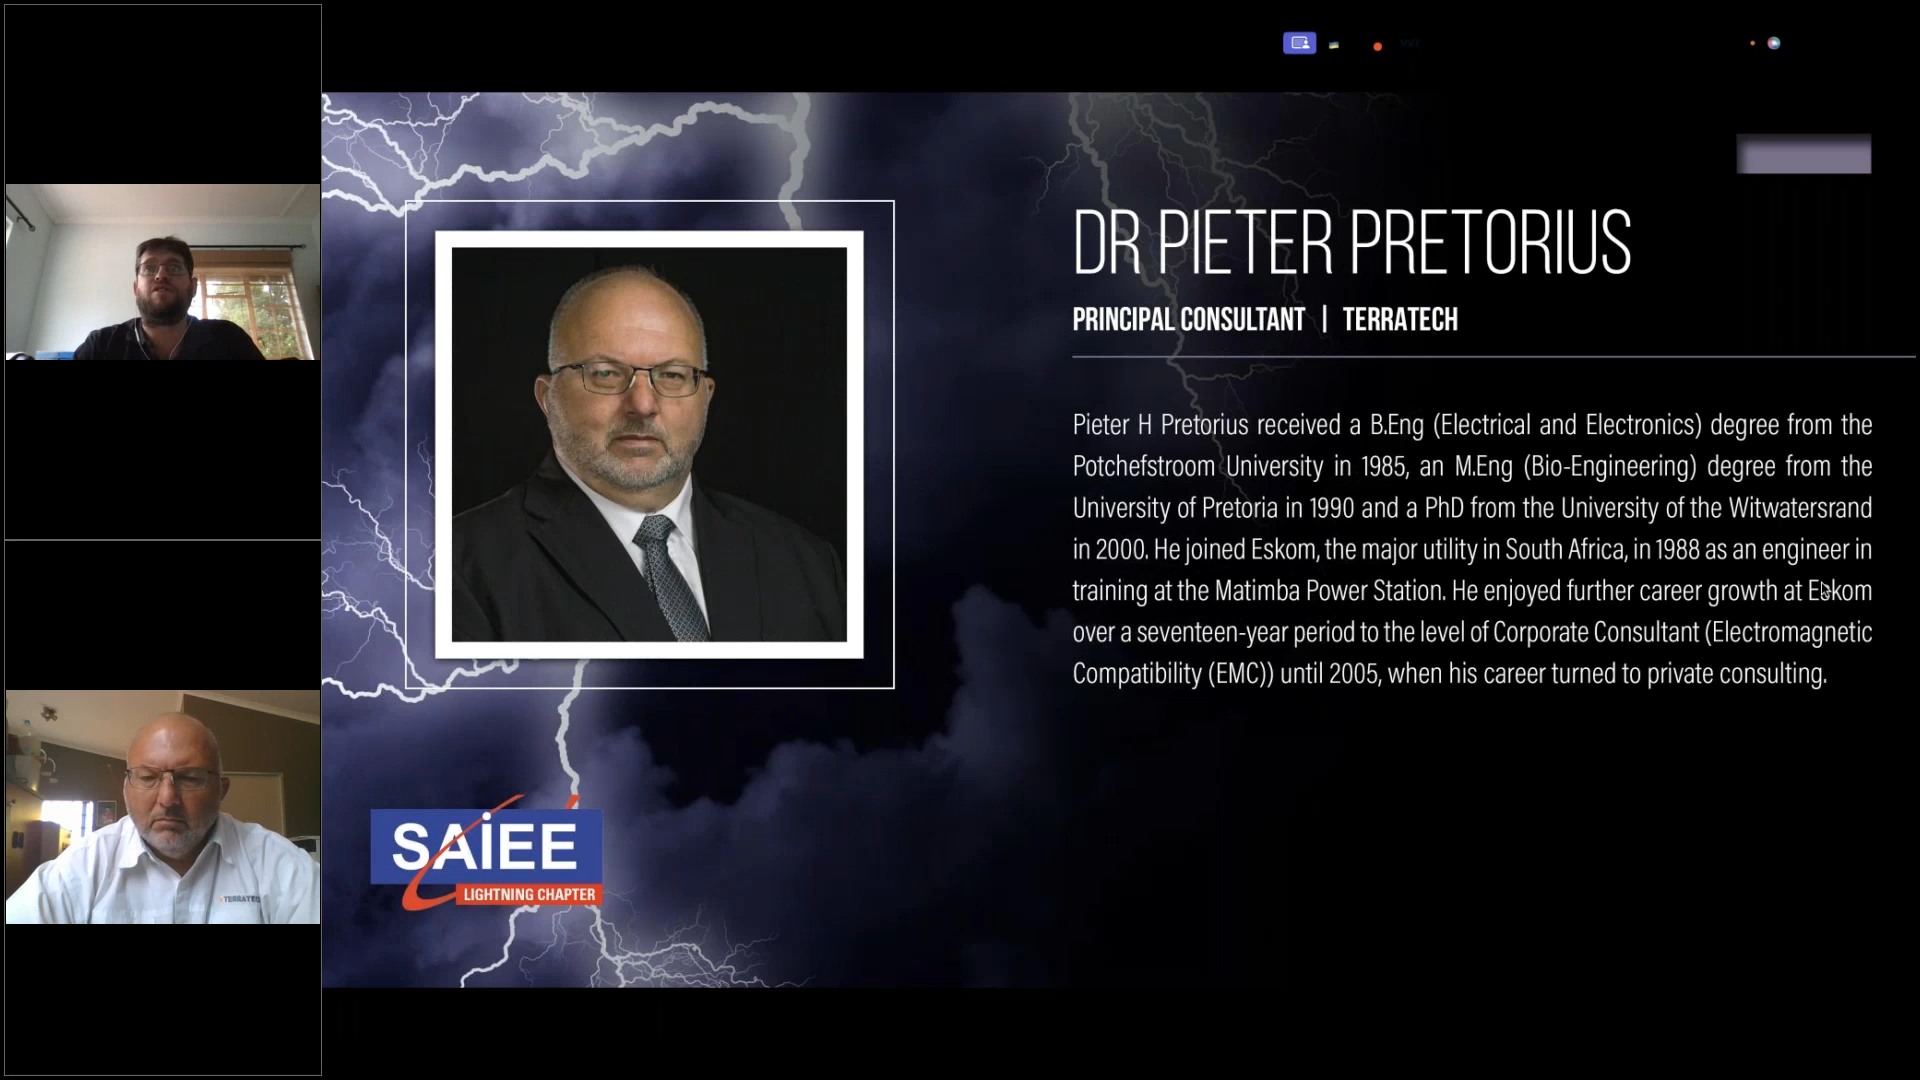 DR PIETER PRETORIUS
PRINCIPAL CONSULTANT | TERRATECH
Pieter H Pretorius received a B.Eng (Electrical and Electronics) degree from the
Potchefstroom University in 1985, an M.Eng (Bio-Engineering) degree from the
University of Pretoria in 1990 and a PhD from the University of the Witwatersrand
in 2000. He joined Eskom, the major utility in South Africa, in 1988 as an engineer in
training at the Matimba Power Station. He enjoyed further career growth at Eskom
over a seventeen-year period to the level of Corporate Consultant (Electromagnetic
Compatibility (EMC)) until 2005, when his career turned to private consulting.
SAIEE
LIGHTNING CHAPTER